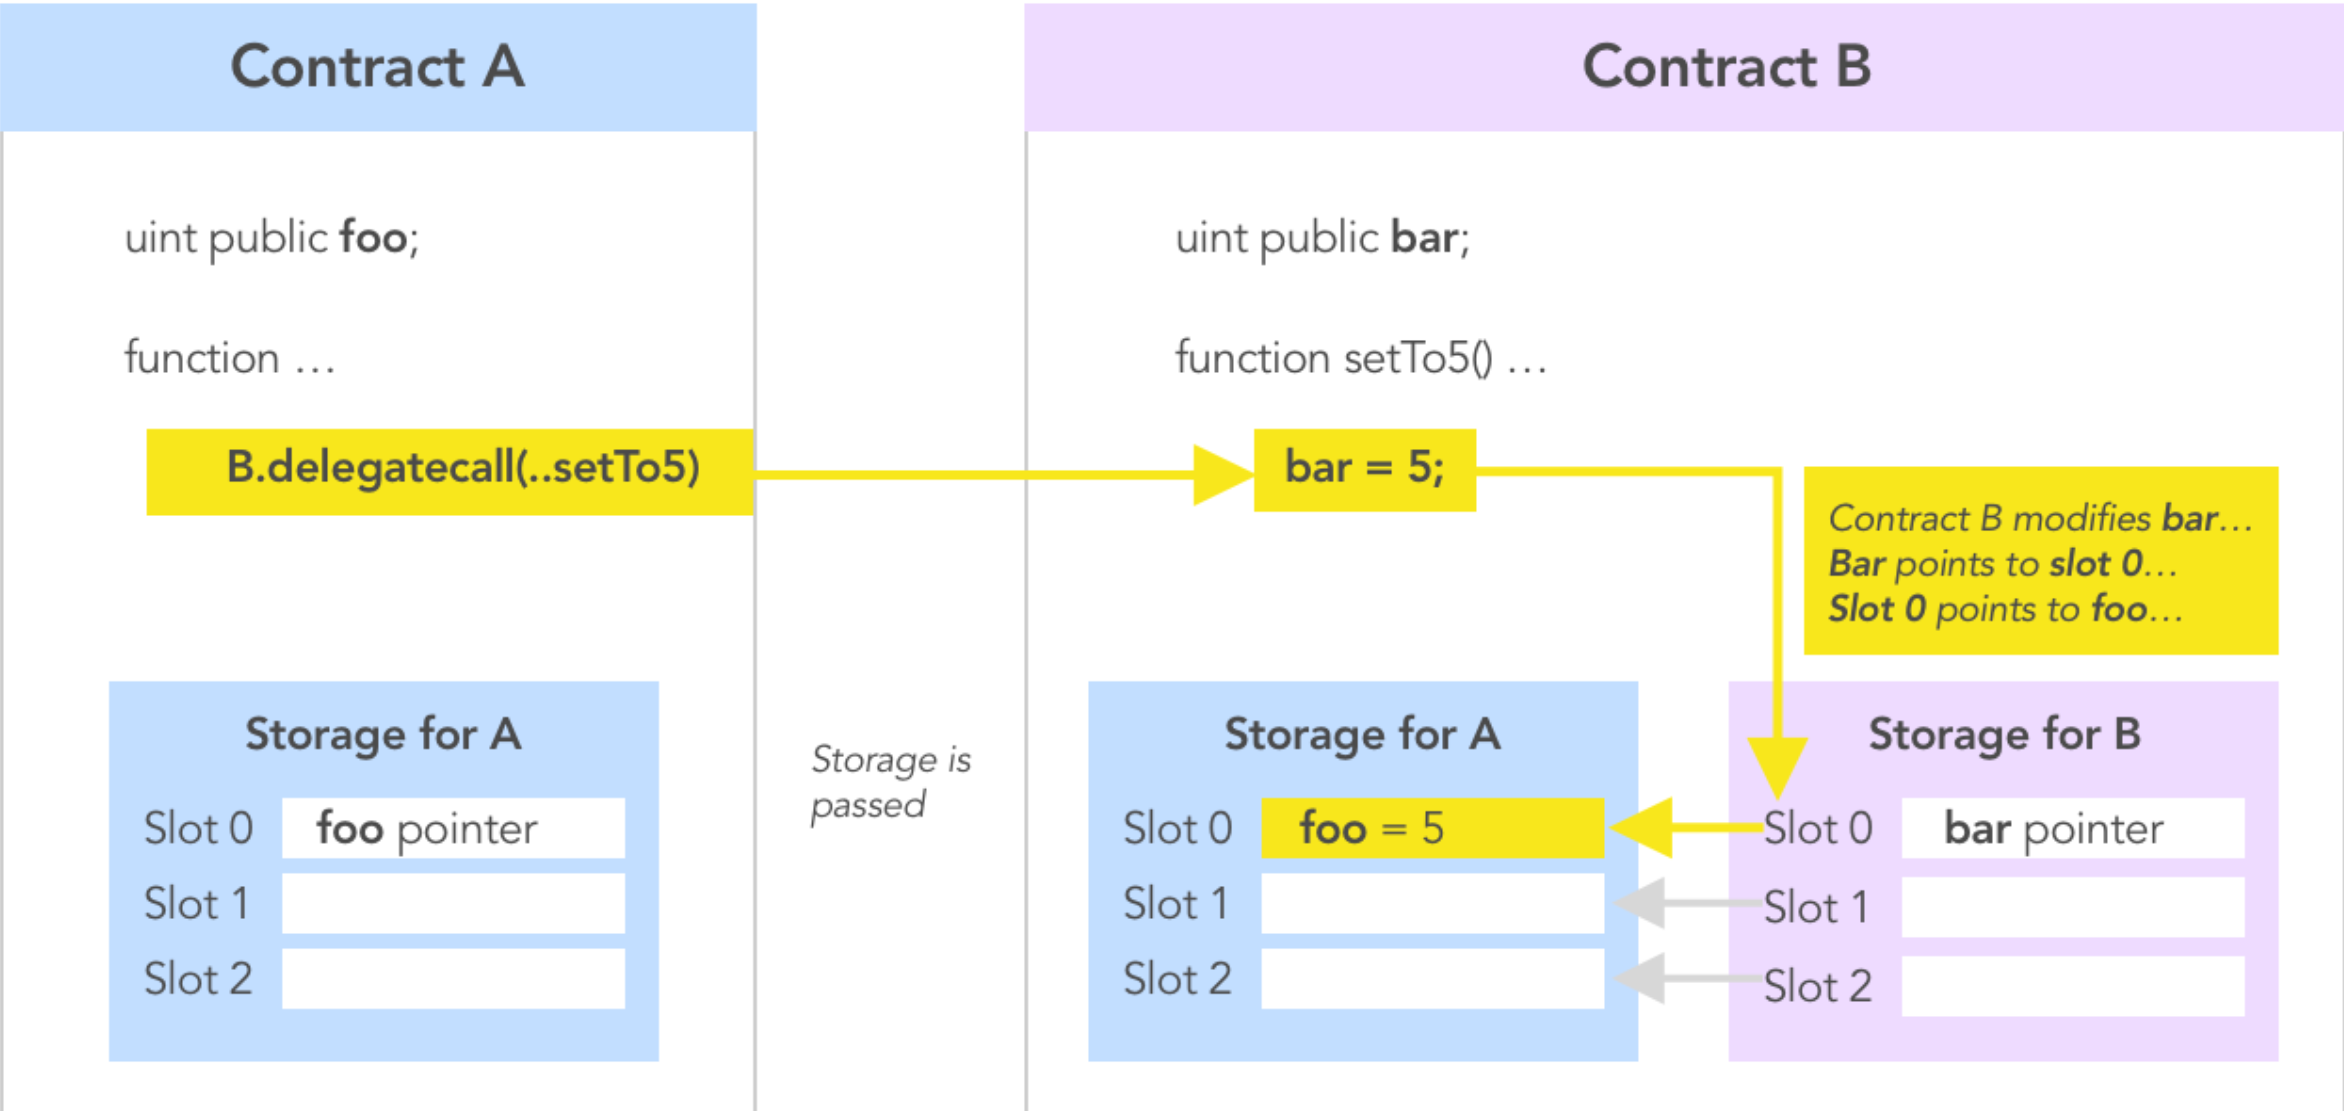 Contract A
uint public foo;
function …
B.delegatecall(..setTo5)
Storage for A
Slot 0 foo pointer
Slot 1
Slot 2
Storage is
passed
Contract B
uint public bar;
function setTo5() …
bar = 5;
Contract B modifies bar…
Bar points to slot 0…
Slot 0 points to foo…
Storage for A
Slot 0 foo = 5
Slot 1
Slot 2
Storage for B
Slot 0 bar pointer
Slot 1
Slot 2